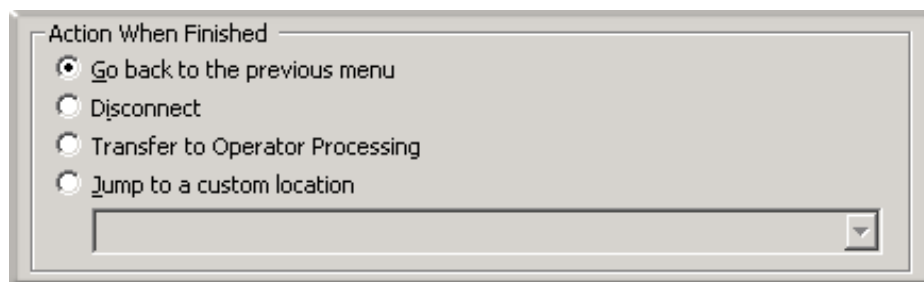 Action When Finished
Go back to the previous menu
Disconnect
Transfer to Operator Processing
Jump to a custom location